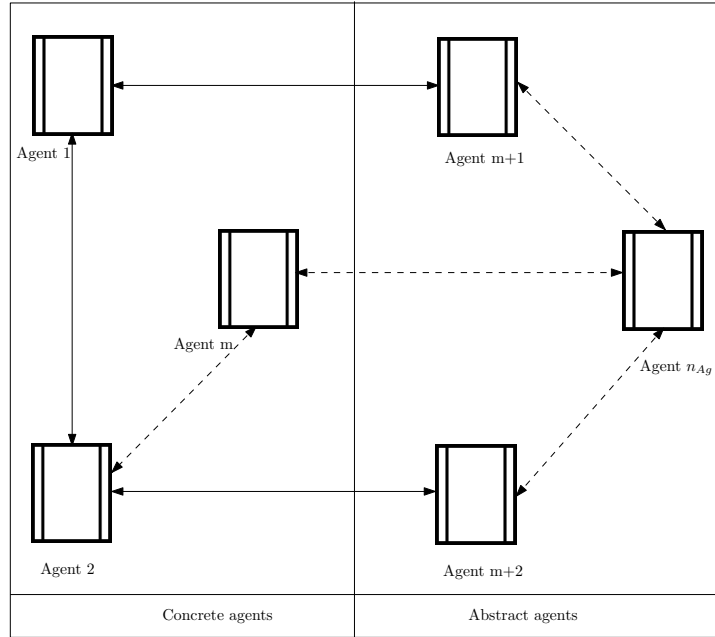 Agent 1
Agent m+1
Agent m
Agent $n_{Ag}$
Agent 2
Agent m+2
Concrete agents
Abstract agents